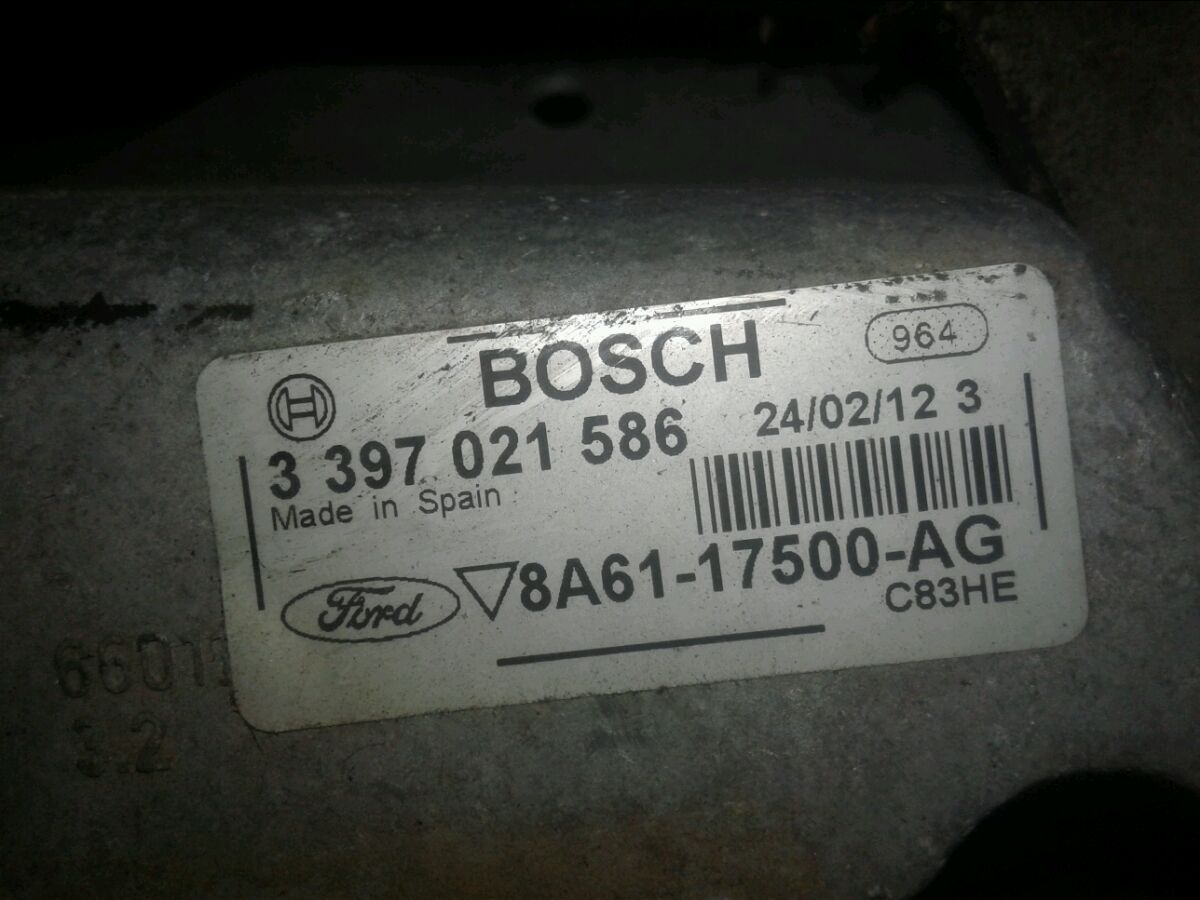 BOSCH
964
3 397 021 586
24/02/12 3
Made in Spain
Ford
8A61-17500-AG
C83HE
3.2